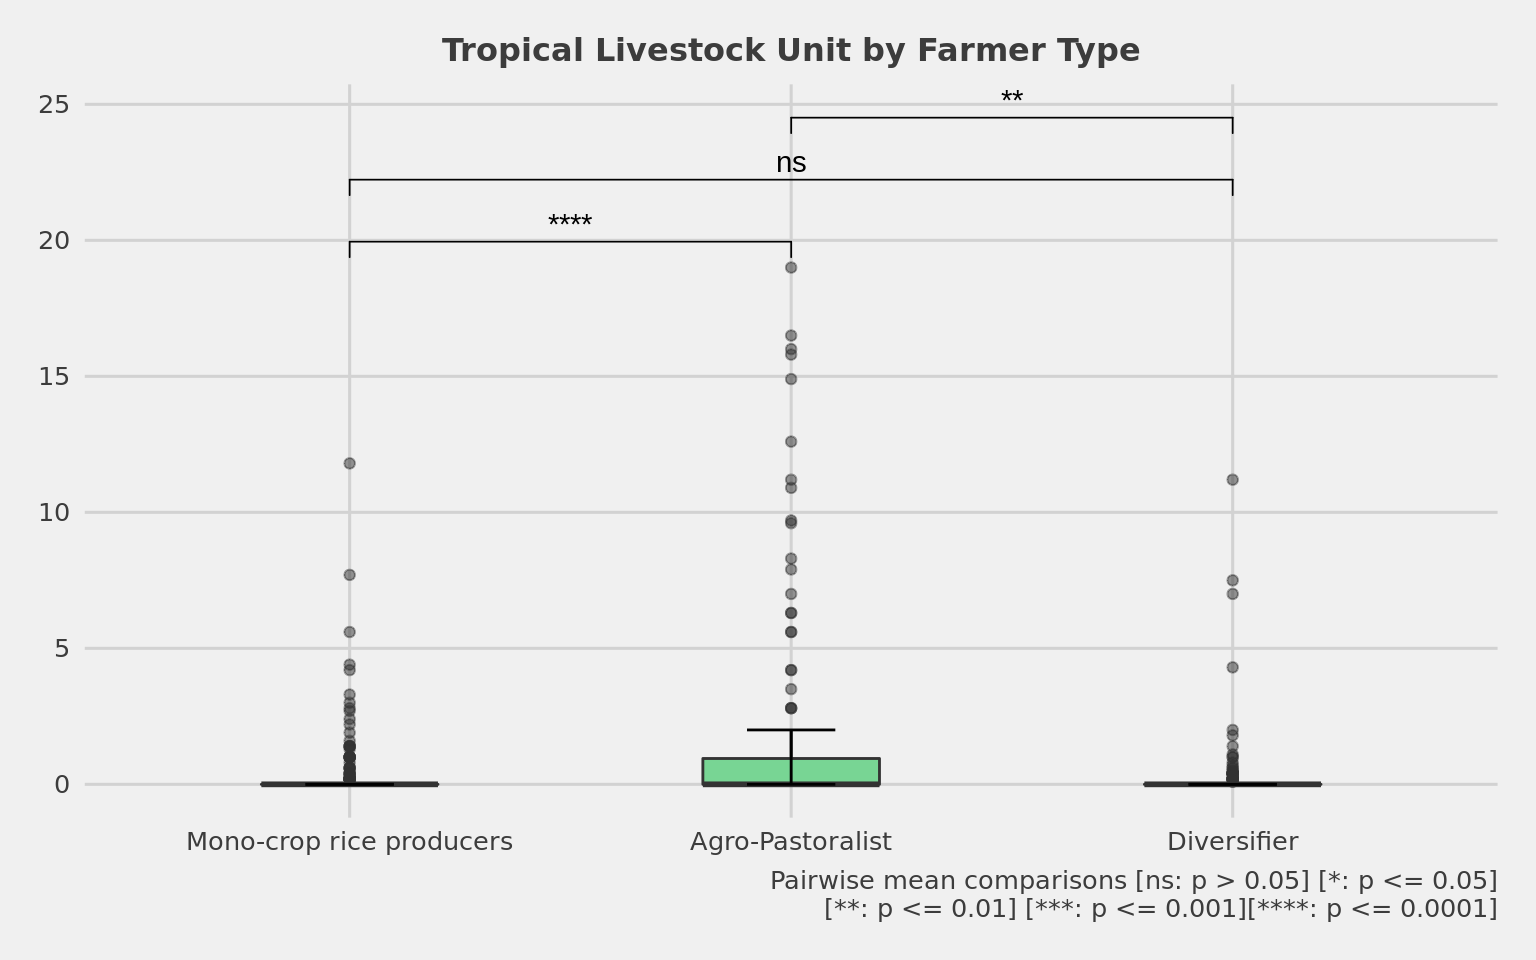 Tropical Livestock Unit by Farmer Type
25
**
ns
****
20
15
10
5
0
Mono-crop rice producers Agro-Pastoralist Diversifier
Pairwise mean comparisons [ns: p > 0.05] [*: p <= 0.05]
[**: p <= 0.01] [***: p <= 0.001][****: p <= 0.0001]